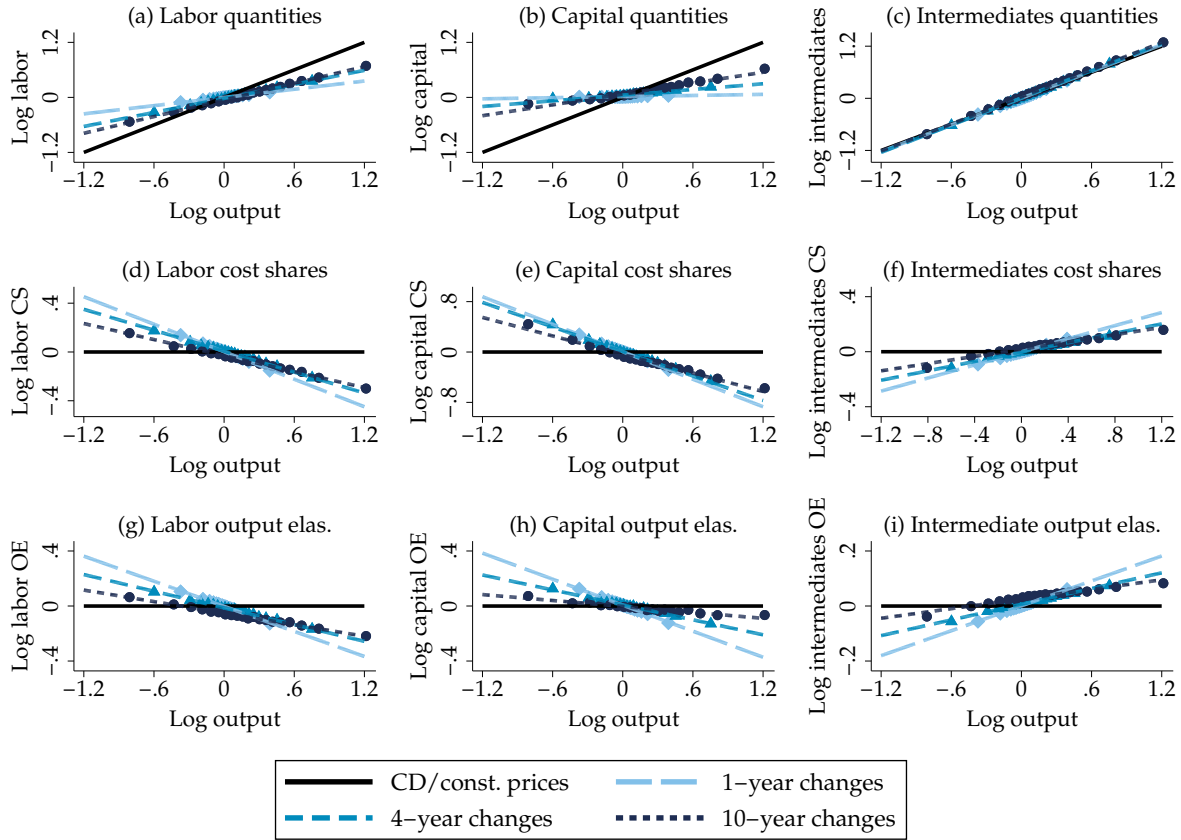 (a) Labor quantities
Log labor
1.2
0
−1.2
−1.2 −.6 0 .6 1.2
Log output
(b) Capital quantities
Log capital
1.2
0
−1.2
−1.2 −.6 0 .6 1.2
Log output
(c) Intermediates quantities
Log intermediates
1.2
0
−1.2
−1.2 −.6 0 .6 1.2
Log output
(d) Labor cost shares
Log labor CS
.4
0
−.4
−1.2 −.6 0 .6 1.2
Log output
(e) Capital cost shares
Log capital CS
.8
0
−.8
−1.2 −.6 0 .6 1.2
Log output
(f) Intermediates cost shares
Log intermediates CS
.4
0
−.4
−1.2 −.8 −.4 0 .4 .8 1.2
Log output
(g) Labor output elas.
Log labor OE
.4
0
−.4
−1.2 −.6 0 .6 1.2
Log output
(h) Capital output elas.
Log capital OE
.4
0
−.4
−1.2 −.6 0 .6 1.2
Log output
(i) Intermediate output elas.
Log intermediates OE
.2
0
−.2
−1.2 −.6 0 .6 1.2
Log output
CD/const. prices
1−year changes
4−year changes
10−year changes